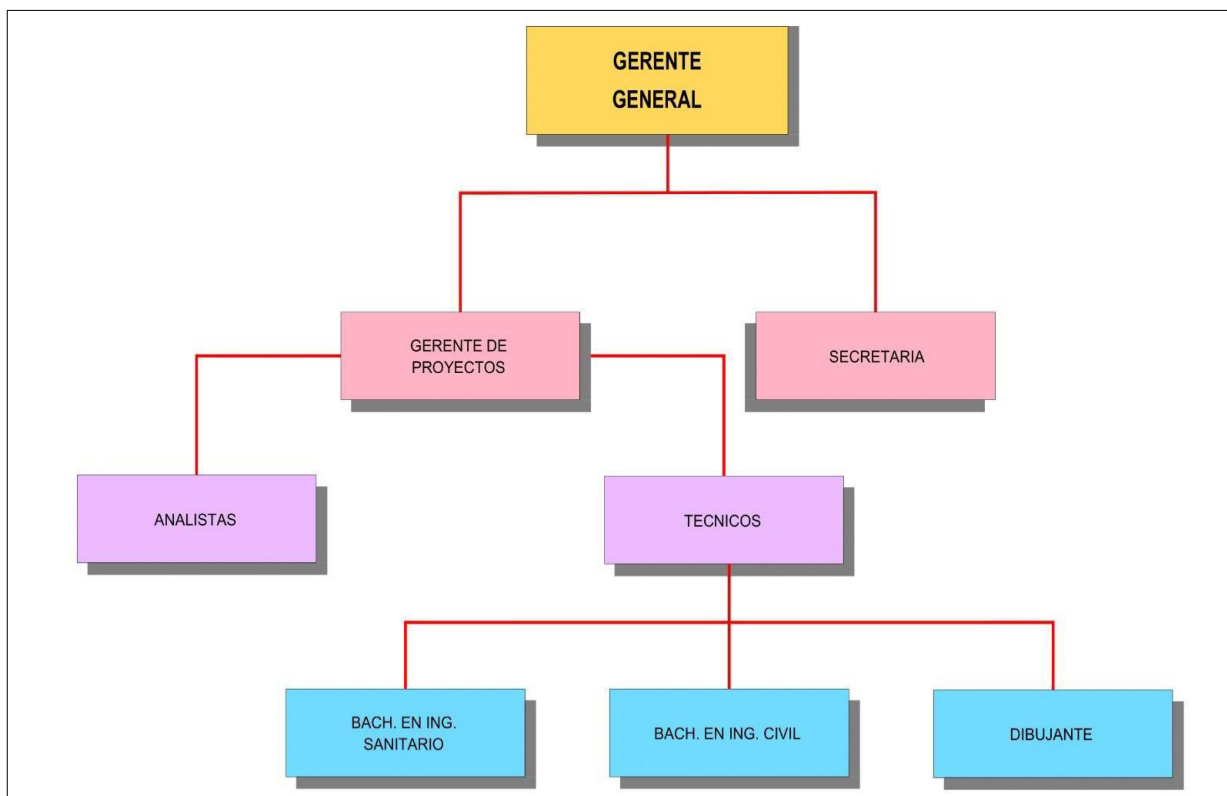 GERENTE
GENERAL
GERENTE DE
PROYECTOS
SECRETARIA
ANALISTAS
TECNICOS
BACH. EN ING.
SANITARIO
BACH. EN ING. CIVIL
DIBUJANTE